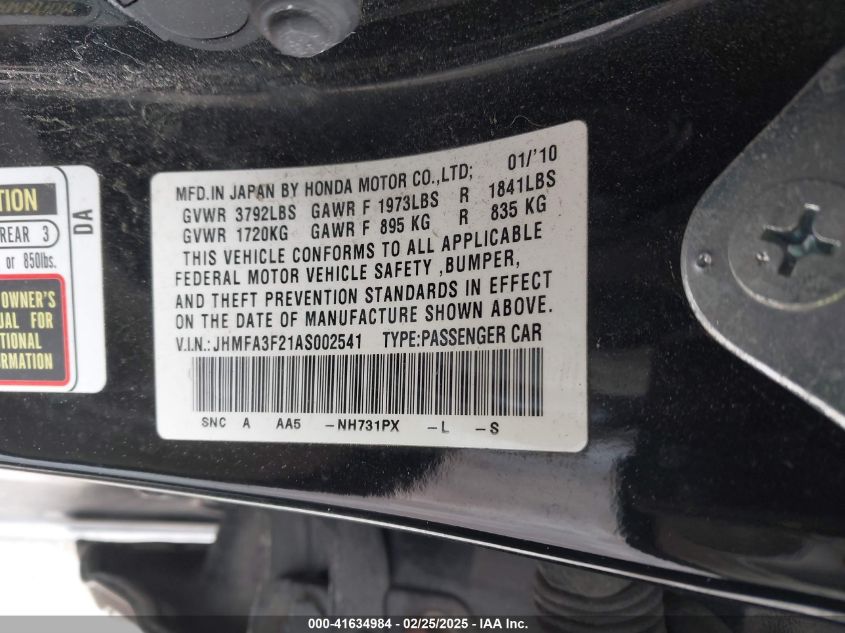 MFD.IN JAPAN BY HONDA MOTOR CO.,LTD; 01/'10
GVWR 3792LBS GAWR F 1973LBS R 1841LBS
GVWR 1720KG GAWR F 895 KG R 835 KG
THIS VEHICLE CONFORMS TO ALL APPLICABLE
FEDERAL MOTOR VEHICLE SAFETY ,BUMPER,
AND THEFT PREVENTION STANDARDS IN EFFECT
ON THE DATE OF MANUFACTURE SHOWN ABOVE.
V.I.N.: JHMFA3F21AS002541 TYPE:PASSENGER CAR
SNC A AA5 -NH731PX -L -S
TION
REAR 3
or 850lbs.
OWNER'S
UAL FOR
TIONAL
ORMATION
DA
000-41634984 - 02/25/2025 - IAA Inc.